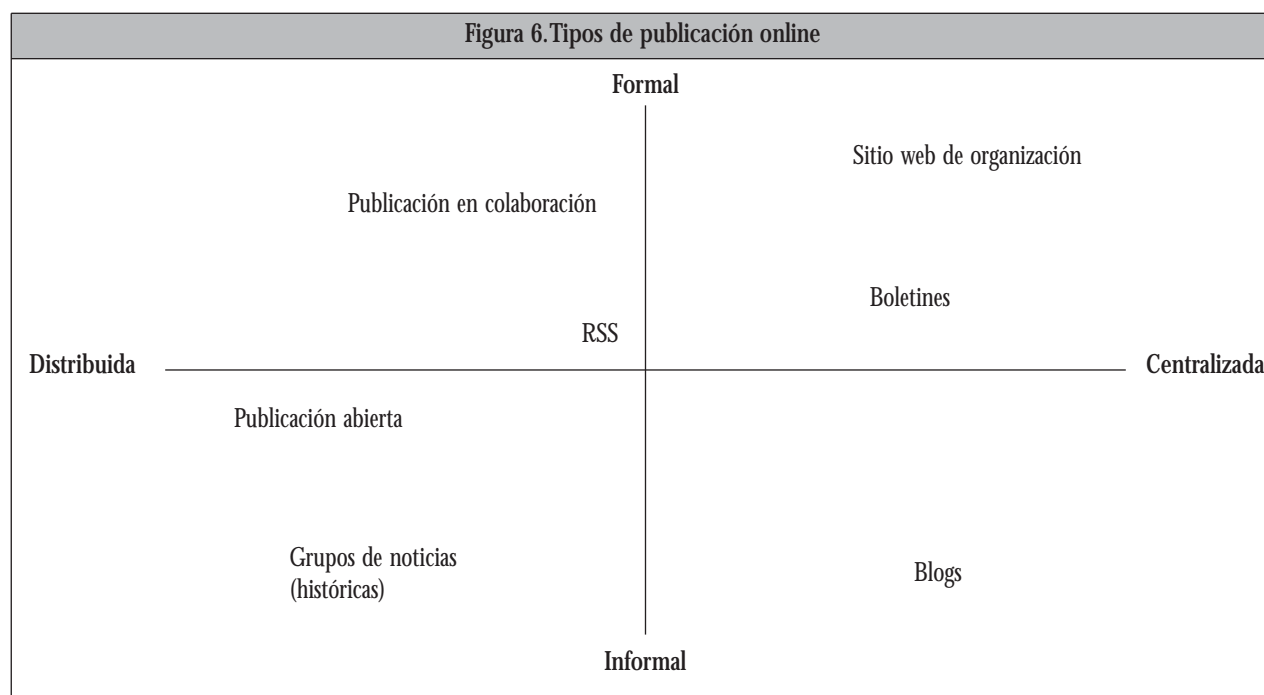 Figura 6.Tipos de publicación online
Formal
Sitio web de organización
Publicación en colaboración
Boletines
RSS
Distribuida
Centralizada
Publicación abierta
Grupos de noticias
(históricas)
Blogs
Informal